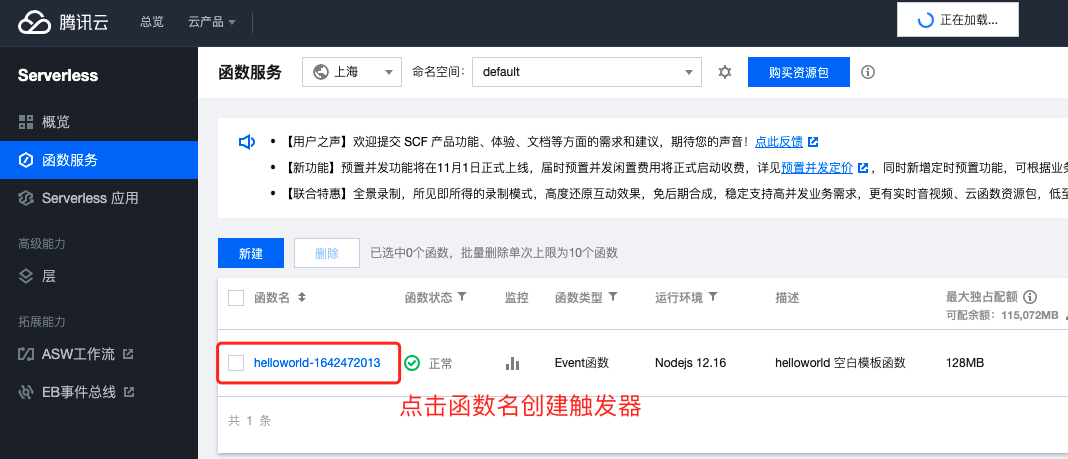 腾讯云 总览 云产品 正在加载...
Serverless 函数服务 上海 命名空间: default 购买资源包
概览
函数服务
Serverless 应用
高级能力
层
拓展能力
ASW工作流
EB事件总线
• 【用户之声】欢迎提交 SCF 产品功能、体验、文档等方面的需求和建议，期待您的声音！点此反馈
• 【新功能】预置并发功能将在11月1日正式上线，届时预置并发闲置费用将正式启动收费，详见预置并发定价，同时新增定时预置功能，可根据业
• 【联合特惠】全景录制，所见即所得的录制模式，高度还原互动效果，免后期合成，稳定支持高并发业务需求，更有实时音视频、云函数资源包，低至
新建 删除 已选中0个函数，批量删除单次上限为10个函数
函数名 函数状态 监控 函数类型 运行环境 描述 最大独占配额
可配余额：115,072MB
helloworld-1642472013 正常 Event函数 Nodejs 12.16 helloworld 空白模板函数 128MB
点击函数名创建触发器
共 1 条